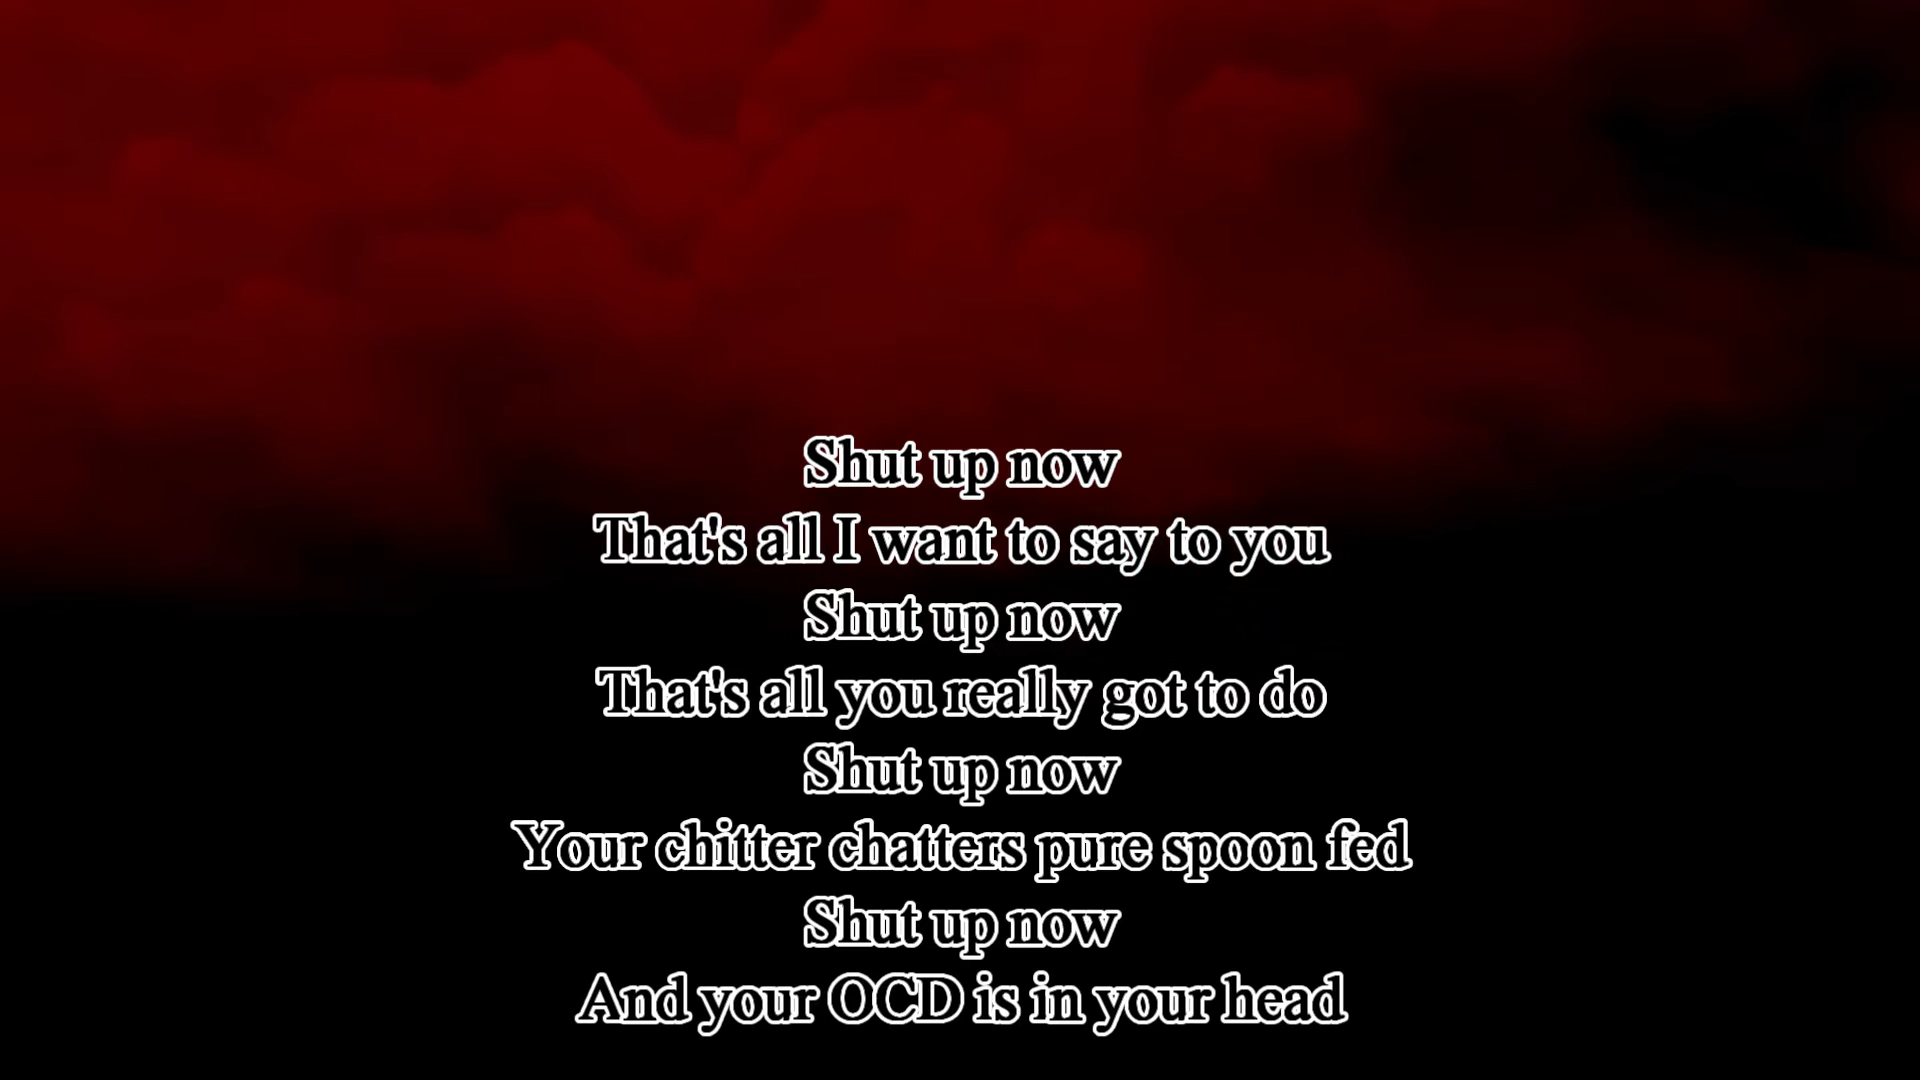 Shut up now
That's all I want to say to you
Shut up now
That's all you really got to do
Shut up now
Your chitter chatters pure spoon fed
Shut up now
And your OCD is in your head